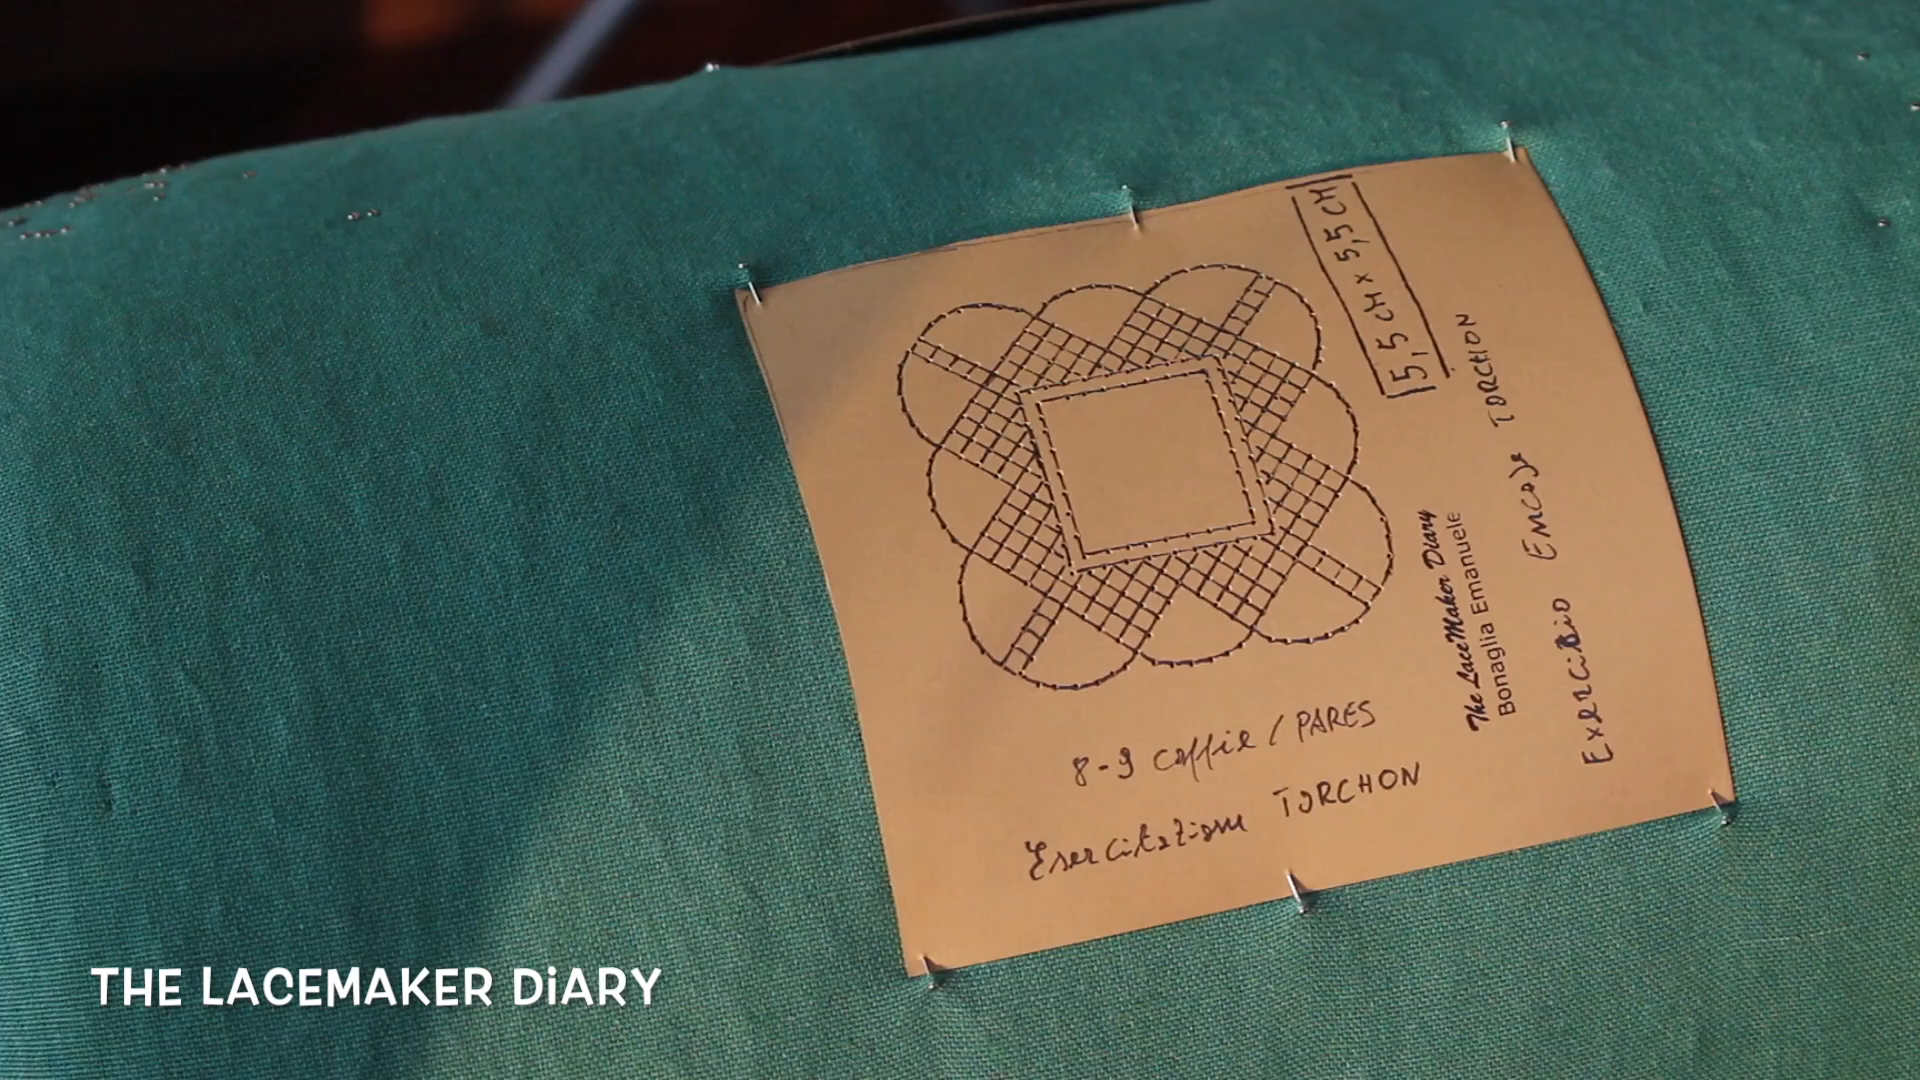 5,5 CM x 5,5 CM
The LaceMaker Diary
Bonaglia Emanuele
Exercibio Encaje TORCHON
8-9 coppie / PARES
Esercitazione TORCHON
THE LACEMAKER DiARY